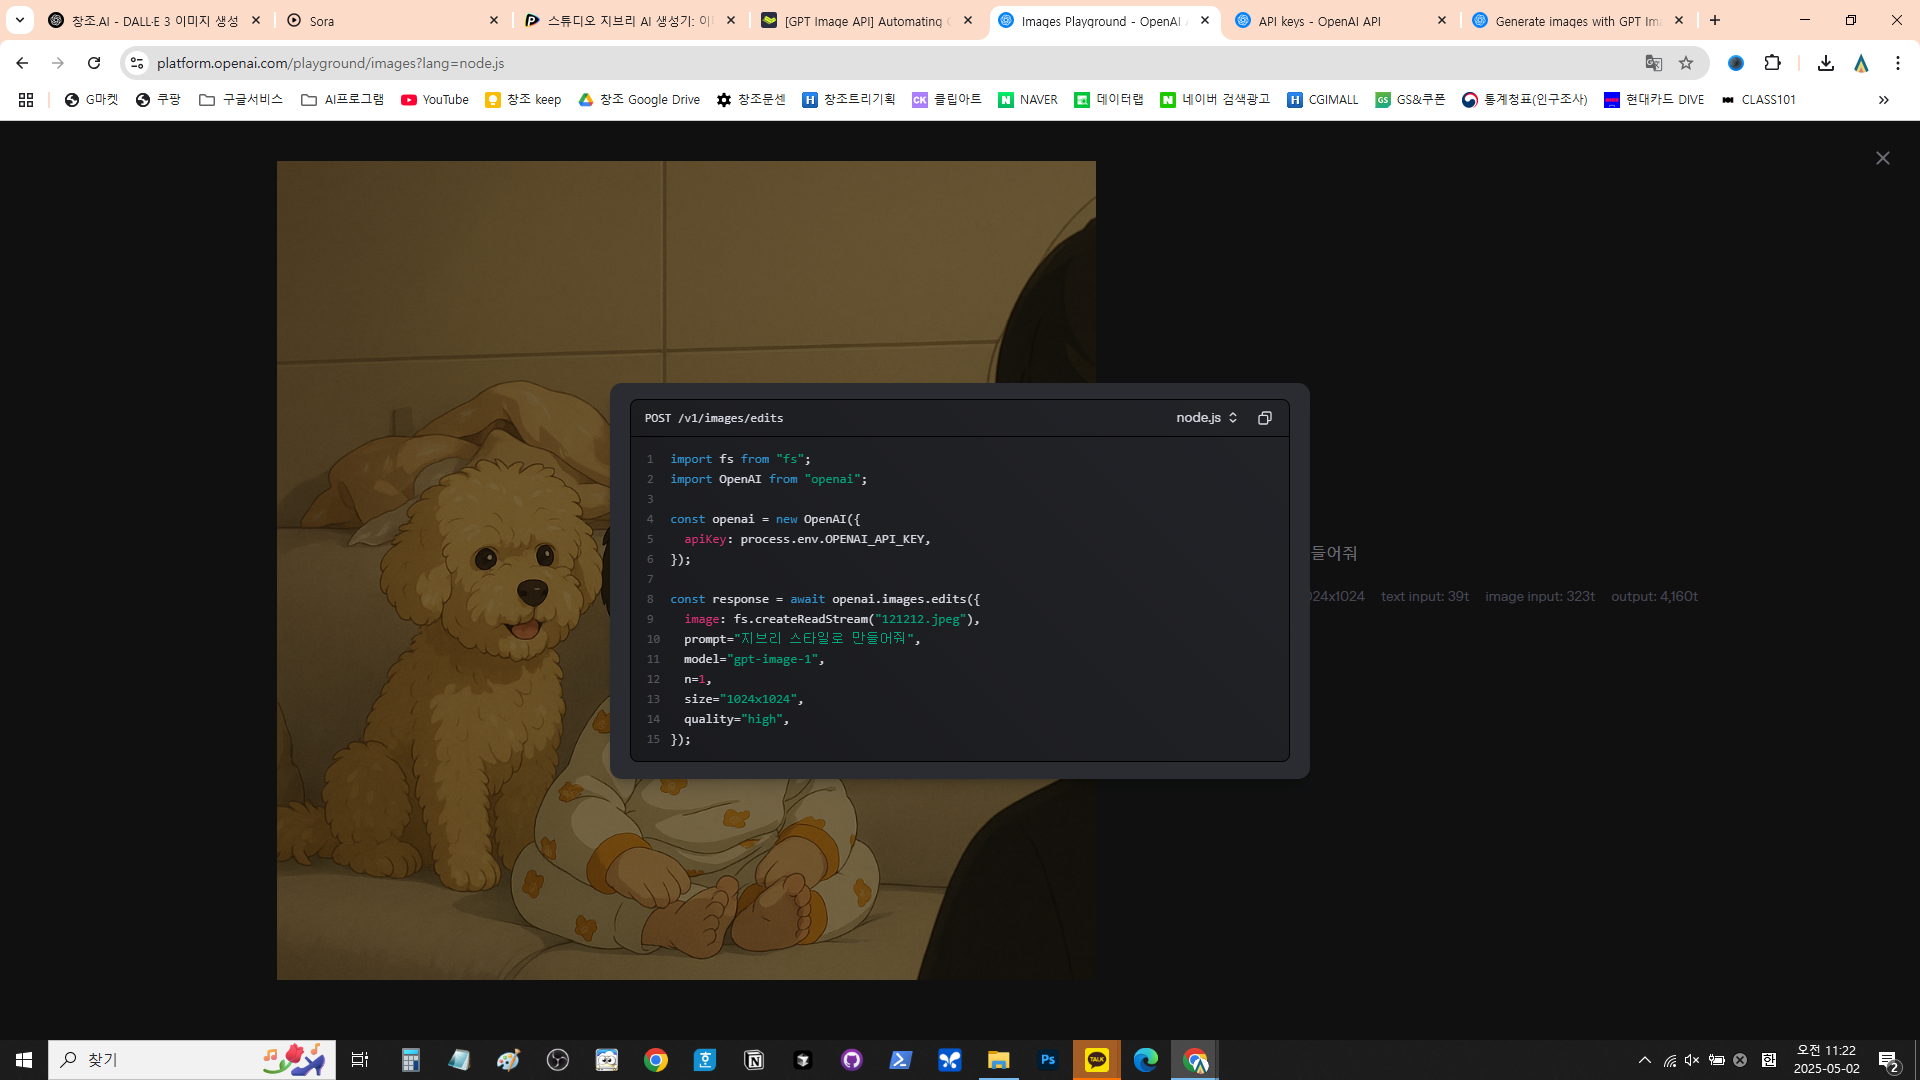 창조.AI - DALL·E 3 이미지 생성
Sora
스튜디오 지브리 AI 생성기: 이
[GPT Image API] Automating
Images Playground - OpenAI
API keys - OpenAI API
Generate images with GPT Im
platform.openai.com/playground/images?lang=node.js
G마켓
쿠팡
구글서비스
AI프로그램
YouTube
창조 keep
창조 Google Drive
창조문센
창조트리기획
클립아트
NAVER
데이터랩
네이버 검색광고
CGIMALL
GS&쿠폰
통계청표(인구조사)
현대카드 DIVE
CLASS101
POST /v1/images/edits
node.js
1 import fs from "fs";
2 import OpenAI from "openai";
3
4 const openai = new OpenAI({
5 apiKey: process.env.OPENAI_API_KEY,
6 });
7
8 const response = await openai.images.edits({
9 image: fs.createReadStream("121212.jpeg"),
10 prompt="지브리 스타일로 만들어줘",
11 model="gpt-image-1",
12 n=1,
13 size="1024x1024",
14 quality="high",
15 });
들어줘
024x1024 text input: 39t image input: 323t output: 4,160t
찾기
오전 11:22
2025-05-02
2